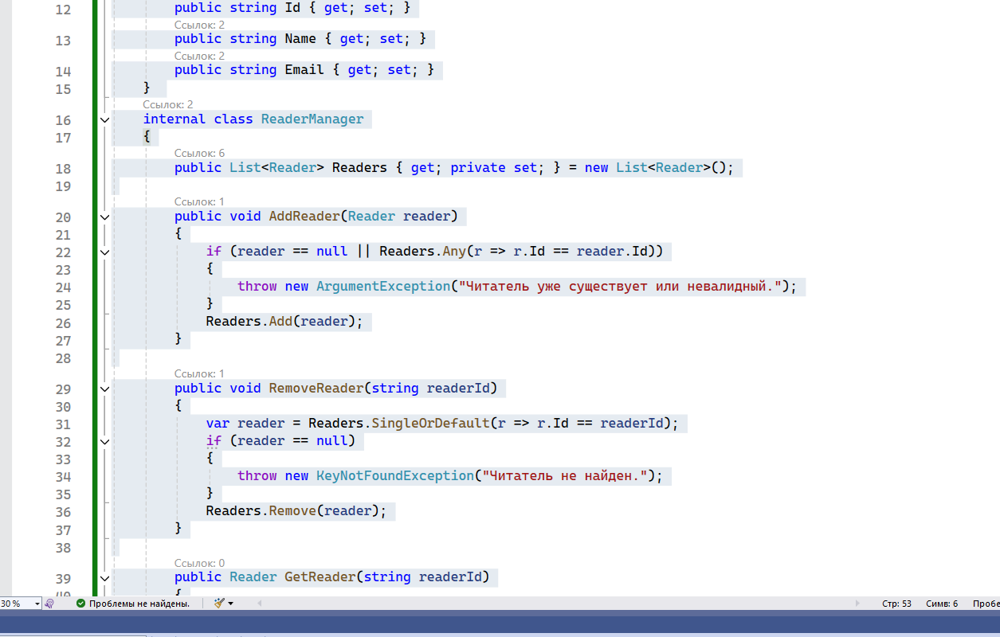 12 public string Id { get; set; }
Ссылок: 2
13 public string Name { get; set; }
Ссылок: 2
14 public string Email { get; set; }
15 }
Ссылок: 2
16 internal class ReaderManager
17 {
Ссылок: 6
18 public List<Reader> Readers { get; private set; } = new List<Reader>();
19
Ссылок: 1
20 public void AddReader(Reader reader)
21 {
22 if (reader == null || Readers.Any(r => r.Id == reader.Id))
23 {
24 throw new ArgumentException("Читатель уже существует или невалидный.");
25 }
26 Readers.Add(reader);
27 }
28
Ссылок: 1
29 public void RemoveReader(string readerId)
30 {
31 var reader = Readers.SingleOrDefault(r => r.Id == readerId);
32 if (reader == null)
33 {
34 throw new KeyNotFoundException("Читатель не найден.");
35 }
36 Readers.Remove(reader);
37 }
38
Ссылок: 0
39 public Reader GetReader(string readerId)
40 {
30 % Проблемы не найдены. Стр: 53 Симв: 6 Пробе